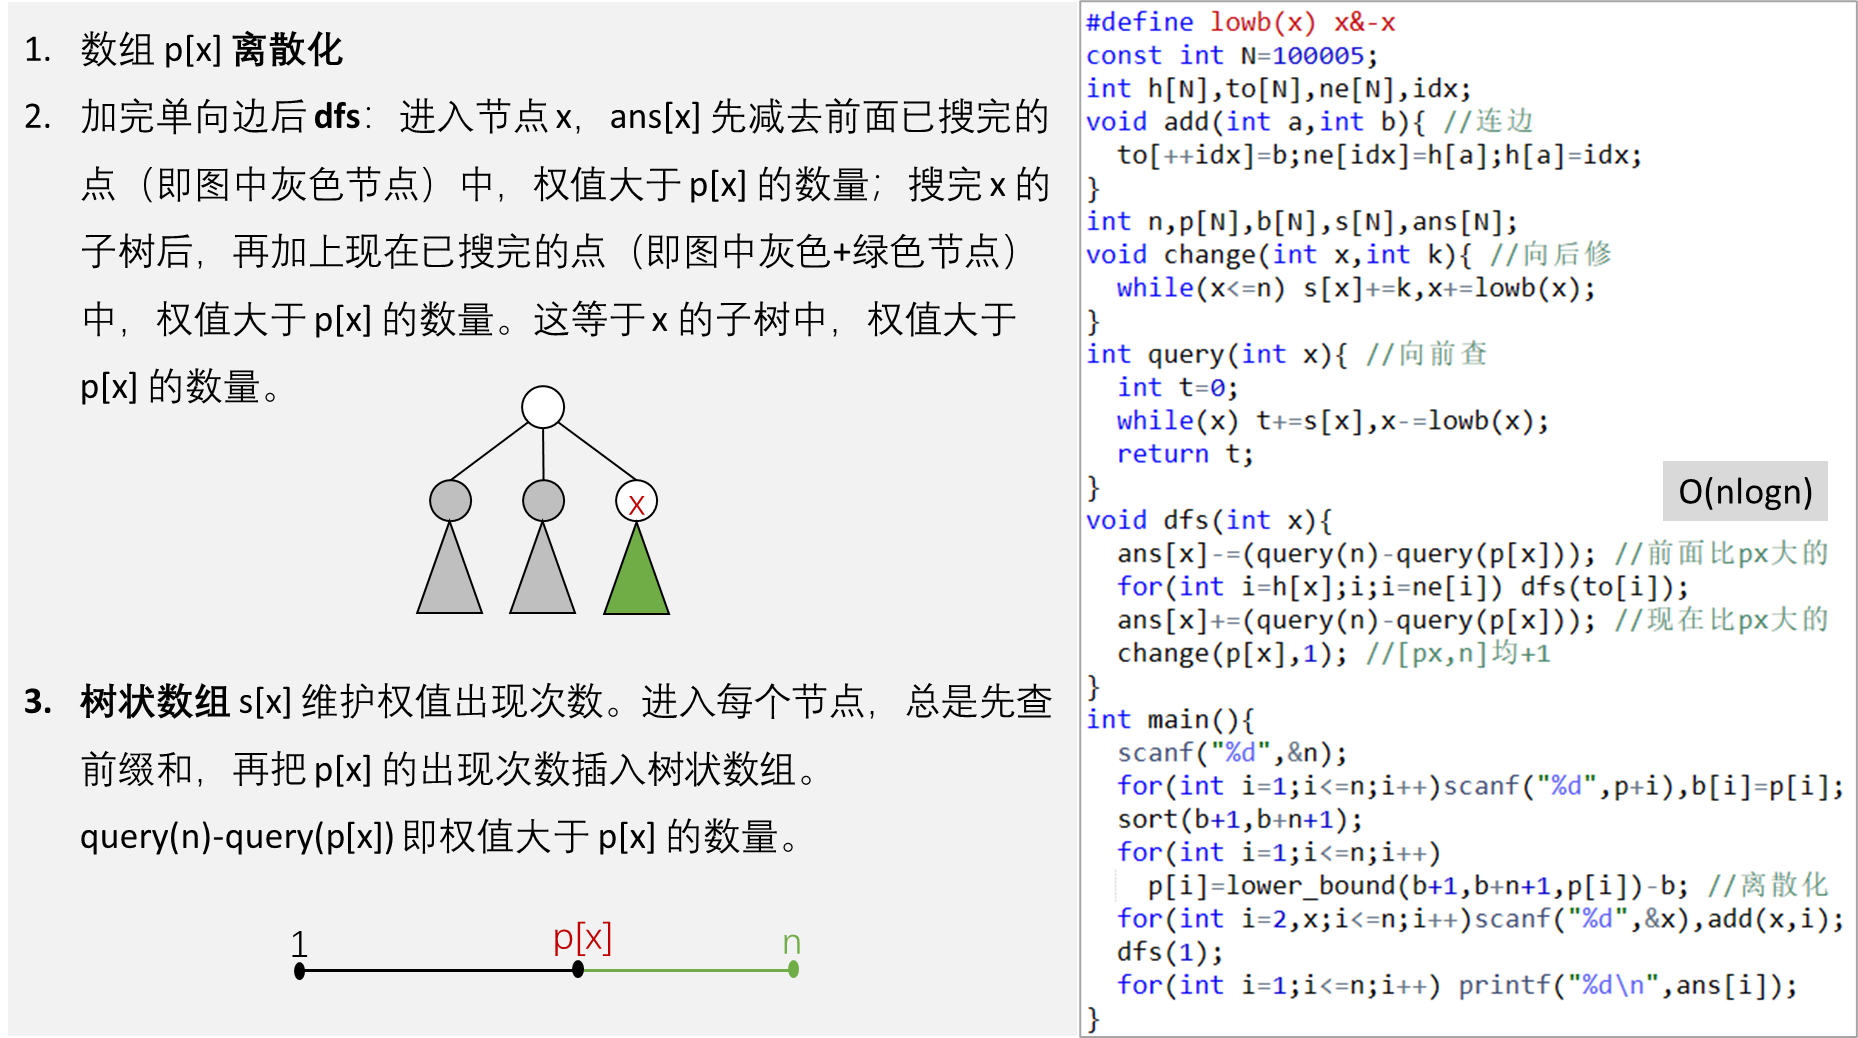 1. 数组 p[x] 离散化
2. 加完单向边后 dfs：进入节点 x，ans[x] 先减去前面已搜完的
点（即图中灰色节点）中，权值大于 p[x] 的数量；搜完 x 的
子树后，再加上现在已搜完的点（即图中灰色+绿色节点）
中，权值大于 p[x] 的数量。这等于 x 的子树中，权值大于
p[x] 的数量。
x
3. 树状数组 s[x] 维护权值出现次数。进入每个节点，总是先查
前缀和，再把 p[x] 的出现次数插入树状数组。
query(n)-query(p[x]) 即权值大于 p[x] 的数量。
1 p[x] n
#define lowb(x) x&-x
const int N=100005;
int h[N],to[N],ne[N],idx;
void add(int a,int b){ //连边
  to[++idx]=b;ne[idx]=h[a];h[a]=idx;
}
int n,p[N],b[N],s[N],ans[N];
void change(int x,int k){ //向后修
  while(x<=n) s[x]+=k,x+=lowb(x);
}
int query(int x){ //向前查
  int t=0;
  while(x) t+=s[x],x-=lowb(x);
  return t;
}
O(nlogn)
void dfs(int x){
  ans[x]-=(query(n)-query(p[x])); //前面比px大的
  for(int i=h[x];i;i=ne[i]) dfs(to[i]);
  ans[x]+=(query(n)-query(p[x])); //现在比px大的
  change(p[x],1); //[px,n]均+1
}
int main(){
  scanf("%d",&n);
  for(int i=1;i<=n;i++)scanf("%d",p+i),b[i]=p[i];
  sort(b+1,b+n+1);
  for(int i=1;i<=n;i++)
    p[i]=lower_bound(b+1,b+n+1,p[i])-b; //离散化
  for(int i=2,x;i<=n;i++)scanf("%d",&x),add(x,i);
  dfs(1);
  for(int i=1;i<=n;i++) printf("%d\n",ans[i]);
}